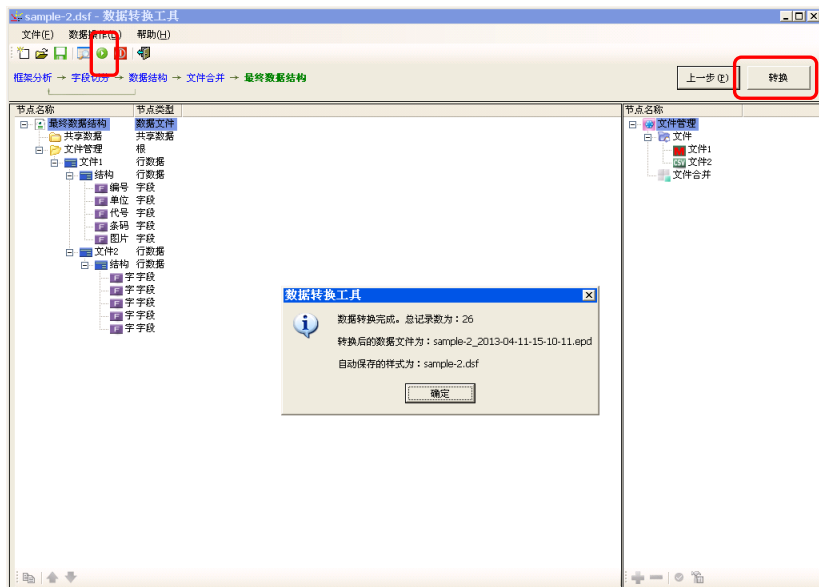 sample-2.dsf - 数据转换工具
文件(F) 数据操作(D) 帮助(H)
框架分析 → 字段切分 → 数据结构 → 文件合并 → 最终数据结构
上一步(P) 转换
节点名称 节点类型
最终数据结构 数据文件
共享数据 共享数据
文件管理 根
文件1 行数据
结构 行数据
编号 字段
单位 字段
代号 字段
条码 字段
图片 字段
文件2 行数据
结构 行数据
字 字段
字 字段
字 字段
字 字段
字 字段
节点名称
文件管理
文件
文件1
CSV 文件2
文件合并
数据转换工具
数据转换完成。总记录数为：26
转换后的数据文件为：sample-2_2013-04-11-15-10-11.epd
自动保存的样式为：sample-2.dsf
确定